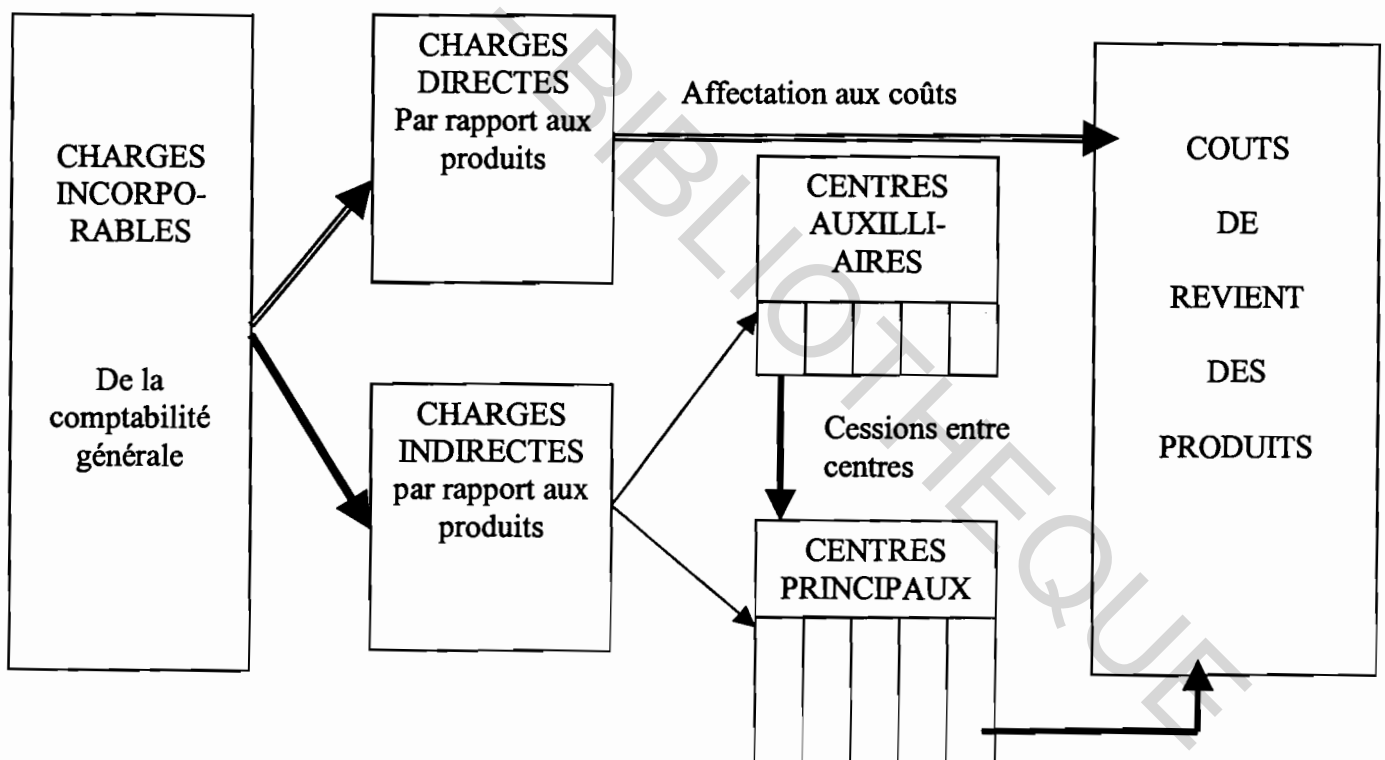 CHARGES
INCORPO-
RABLES
De la
comptabilité
générale
CHARGES
DIRECTES
Par rapport aux
produits
CHARGES
INDIRECTES
par rapport aux
produits
Affectation aux coûts
CENTRES
AUXILLI-
AIRES
Cessions entre
centres
CENTRES
PRINCIPAUX
COUTS
DE
REVIENT
DES
PRODUITS
- BIBLIOTHEQUE